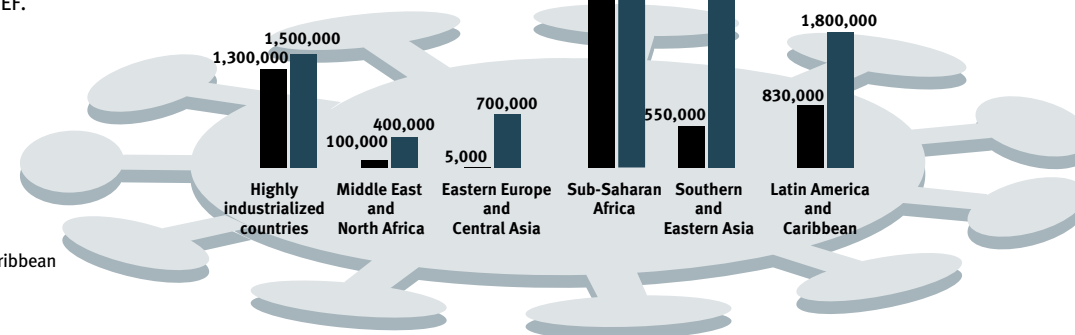 EF.
1,800,000
1,500,000
1,300,000
830,000
700,000
550,000
400,000
100,000
5,000
Highly
industrialized
countries
Middle East
and
North Africa
Eastern Europe
and
Central Asia
Sub-Saharan
Africa
Southern
and
Eastern Asia
Latin America
and
Caribbean
ribbean